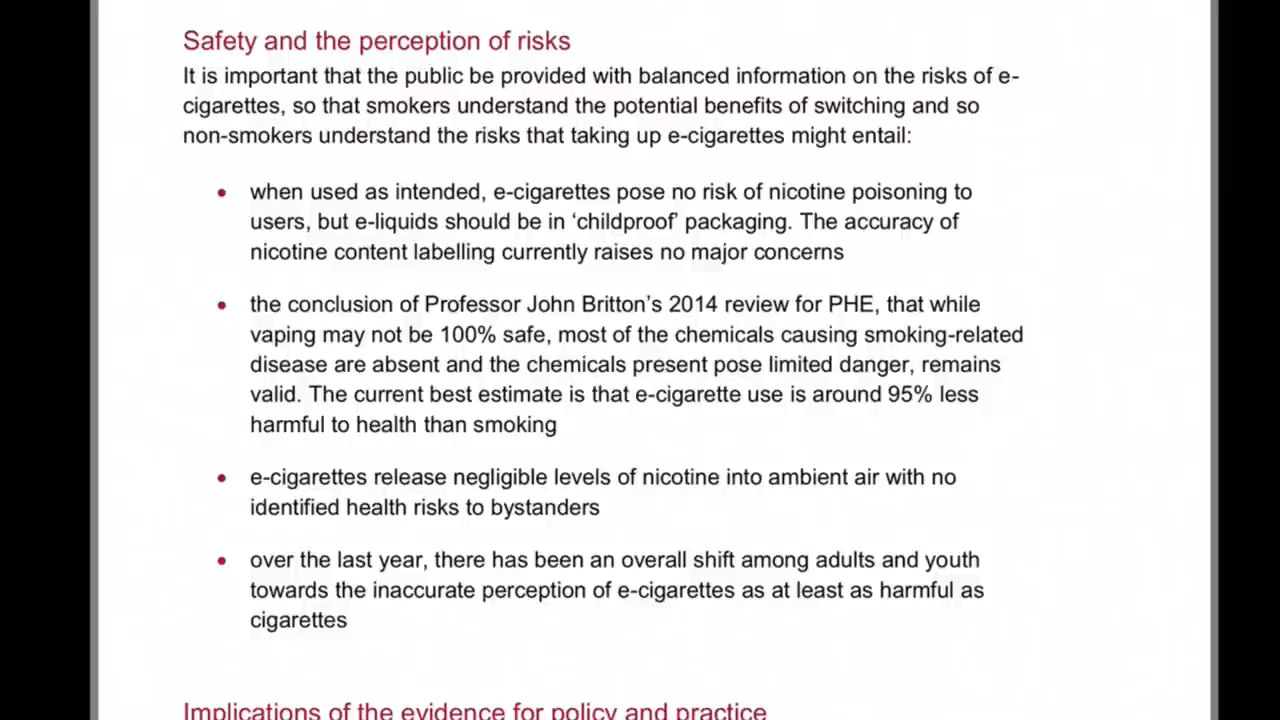 Safety and the perception of risks
It is important that the public be provided with balanced information on the risks of e-
cigarettes, so that smokers understand the potential benefits of switching and so
non-smokers understand the risks that taking up e-cigarettes might entail:
• when used as intended, e-cigarettes pose no risk of nicotine poisoning to
users, but e-liquids should be in ‘childproof’ packaging. The accuracy of
nicotine content labelling currently raises no major concerns
• the conclusion of Professor John Britton’s 2014 review for PHE, that while
vaping may not be 100% safe, most of the chemicals causing smoking-related
disease are absent and the chemicals present pose limited danger, remains
valid. The current best estimate is that e-cigarette use is around 95% less
harmful to health than smoking
• e-cigarettes release negligible levels of nicotine into ambient air with no
identified health risks to bystanders
• over the last year, there has been an overall shift among adults and youth
towards the inaccurate perception of e-cigarettes as at least as harmful as
cigarettes
Implications of the evidence for policy and practice